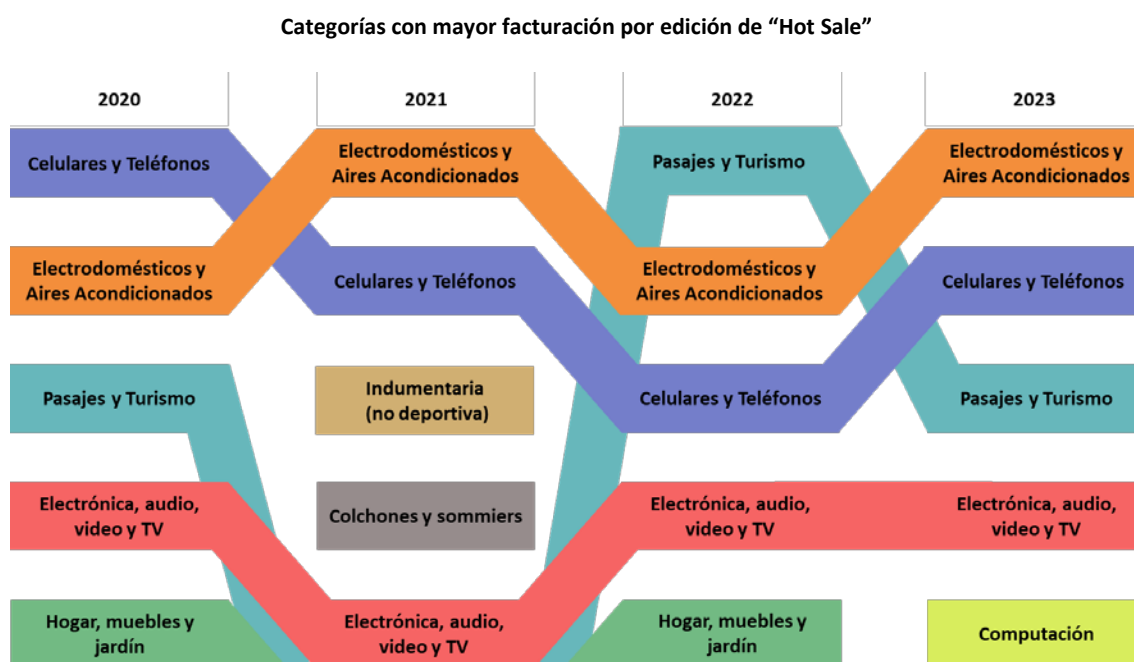 Categorías con mayor facturación por edición de “Hot Sale”
2020
2021
2022
2023
Celulares y Teléfonos
Electrodomésticos y
Aires Acondicionados
Pasajes y Turismo
Electrodomésticos y
Aires Acondicionados
Electrodomésticos y
Aires Acondicionados
Celulares y Teléfonos
Electrodomésticos y
Aires Acondicionados
Celulares y Teléfonos
Pasajes y Turismo
Indumentaria
(no deportiva)
Celulares y Teléfonos
Pasajes y Turismo
Electrónica, audio,
video y TV
Colchones y sommiers
Electrónica, audio,
video y TV
Electrónica, audio,
video y TV
Hogar, muebles y
jardín
Electrónica, audio,
video y TV
Hogar, muebles y
jardín
Computación